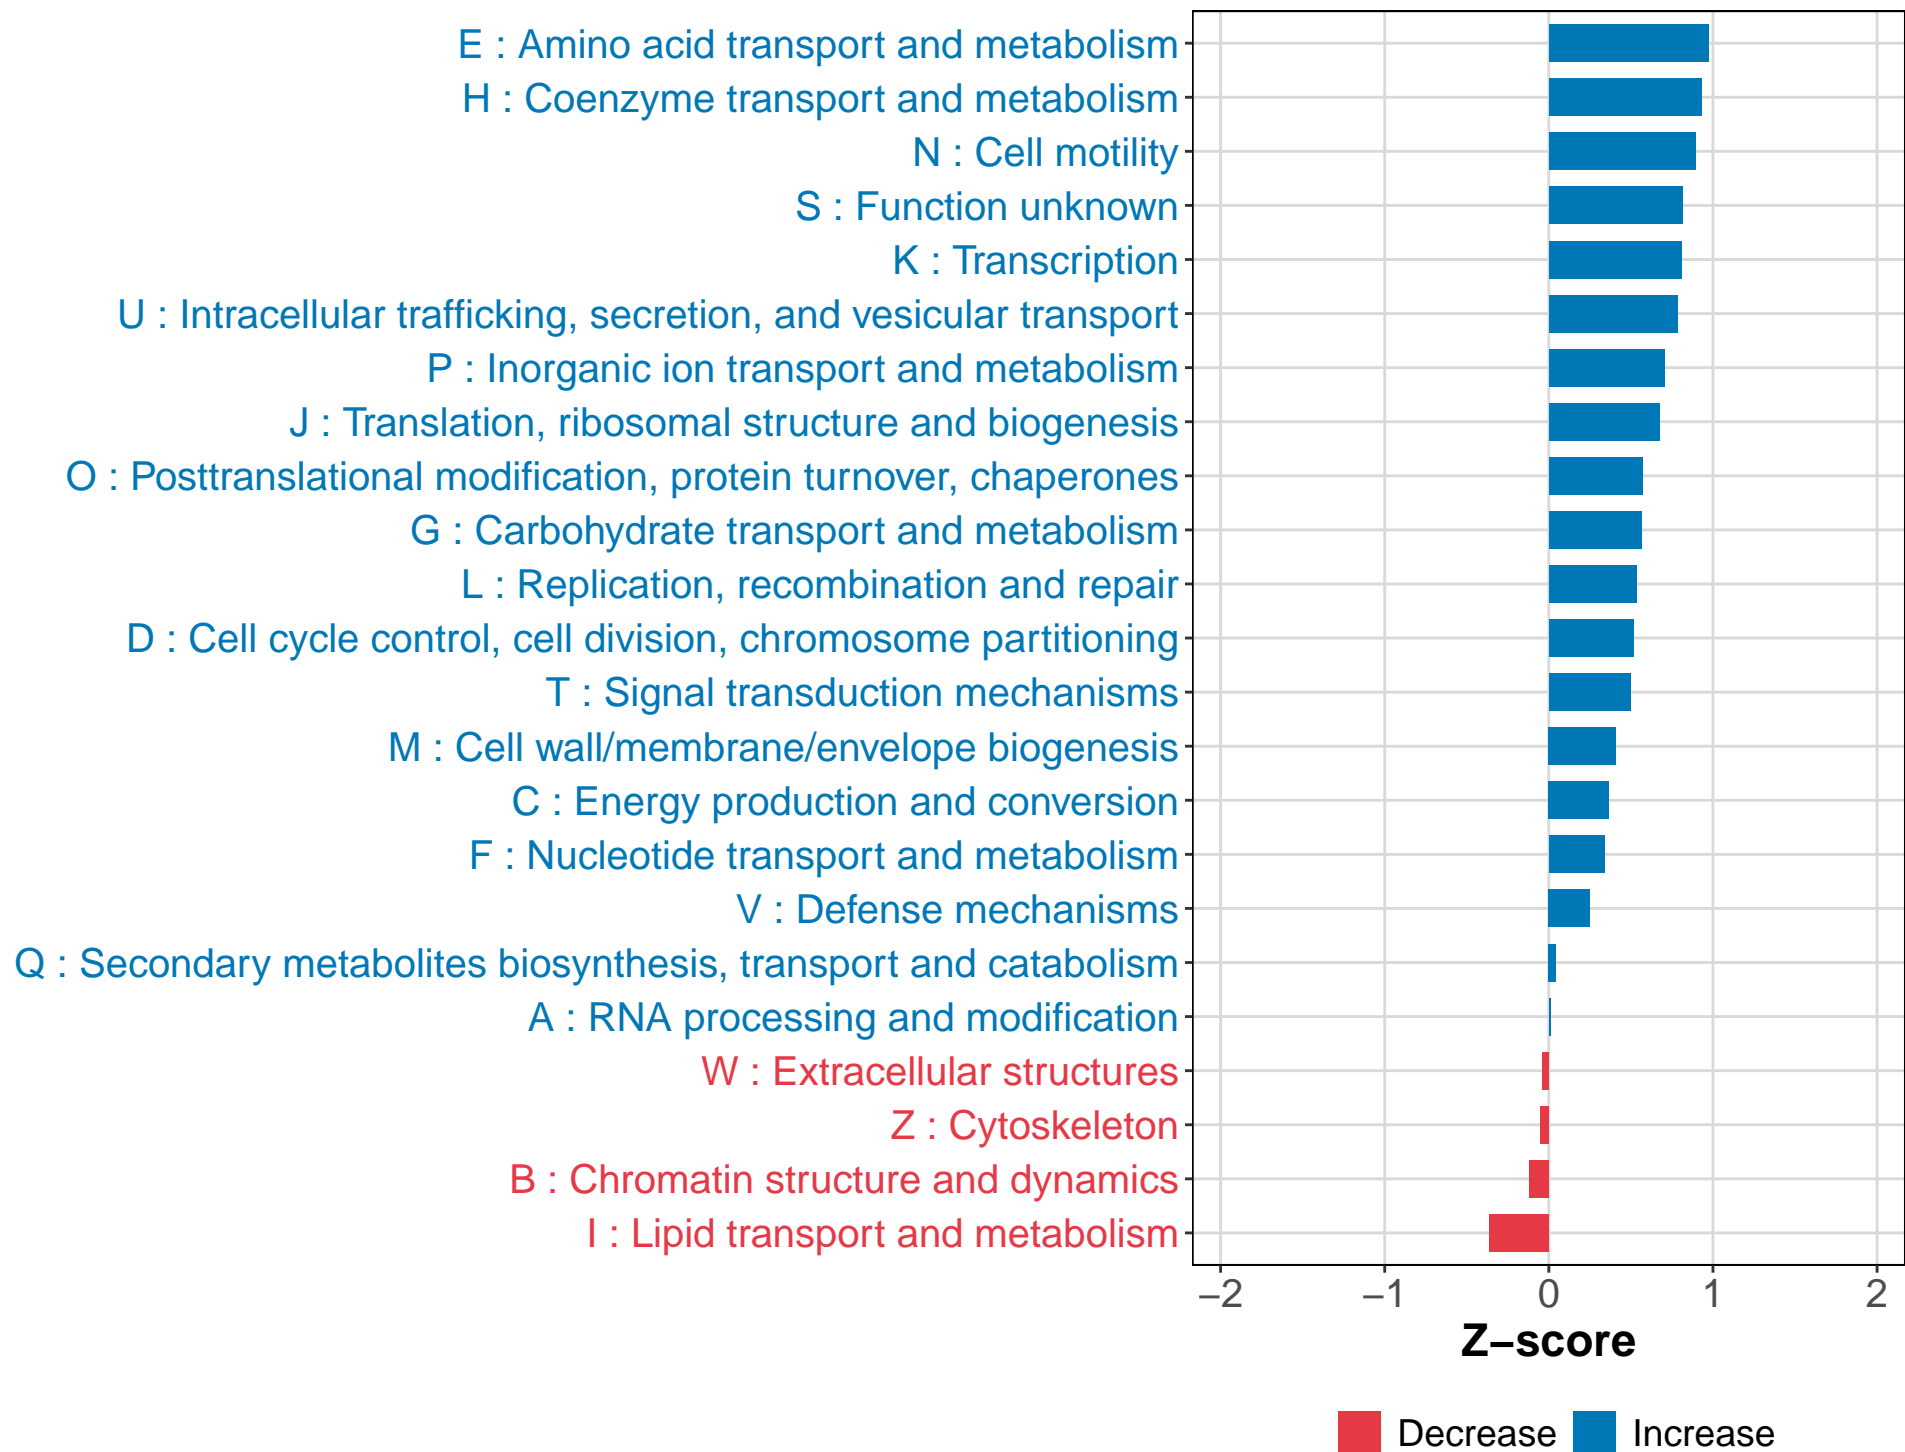 E : Amino acid transport and metabolism
H : Coenzyme transport and metabolism
N : Cell motility
S : Function unknown
K : Transcription
U : Intracellular trafficking, secretion, and vesicular transport
P : Inorganic ion transport and metabolism
J : Translation, ribosomal structure and biogenesis
O : Posttranslational modification, protein turnover, chaperones
G : Carbohydrate transport and metabolism
L : Replication, recombination and repair
D : Cell cycle control, cell division, chromosome partitioning
T : Signal transduction mechanisms
M : Cell wall/membrane/envelope biogenesis
C : Energy production and conversion
F : Nucleotide transport and metabolism
V : Defense mechanisms
Q : Secondary metabolites biosynthesis, transport and catabolism
A : RNA processing and modification
W : Extracellular structures
Z : Cytoskeleton
B : Chromatin structure and dynamics
I : Lipid transport and metabolism
−2 −1 0 1 2
Z−score
Decrease Increase